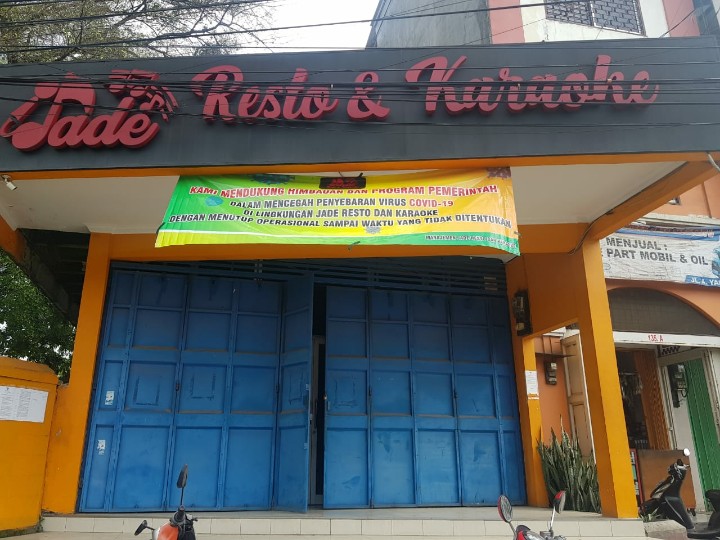 Jade Resto & Karaoke
KAMI MENDUKUNG HIMBAUAN DAN PROGRAM PEMERINTAH
DALAM MENCEGAH PENYEBARAN VIRUS COVID-19
DI LINGKUNGAN JADE RESTO DAN KARAOKE
DENGAN MENUTUP OPERASIONAL SAMPAI WAKTU YANG TIDAK DITENTUKAN
MENJUAL :
PART MOBIL & OIL
135 A